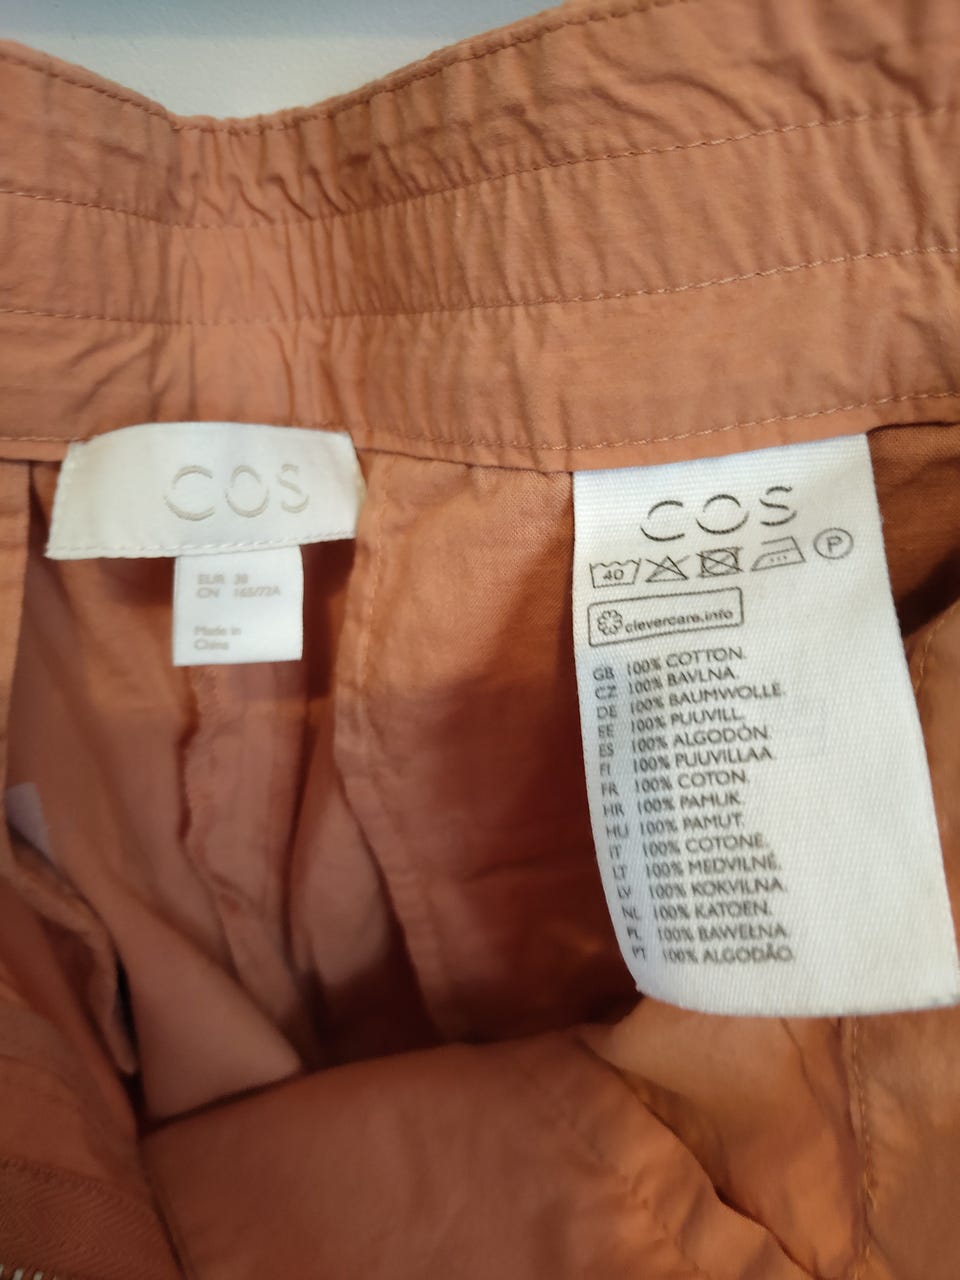 COS
EUR 38
CN 165/72A
Made in
China
COS
40
P
clevercare.info
GB 100% COTTON.
CZ 100% BAVLNA.
DE 100% BAUMWOLLE.
EE 100% PUUVILL.
ES 100% ALGODÓN.
FI 100% PUUVILLAA.
FR 100% COTON.
HR 100% PAMUK.
HU 100% PAMUT.
IT 100% COTONE.
LT 100% MEDVILNĖ.
LV 100% KOKVILNA.
NL 100% KATOEN.
PL 100% BAWEŁNA.
PT 100% ALGODÃO.